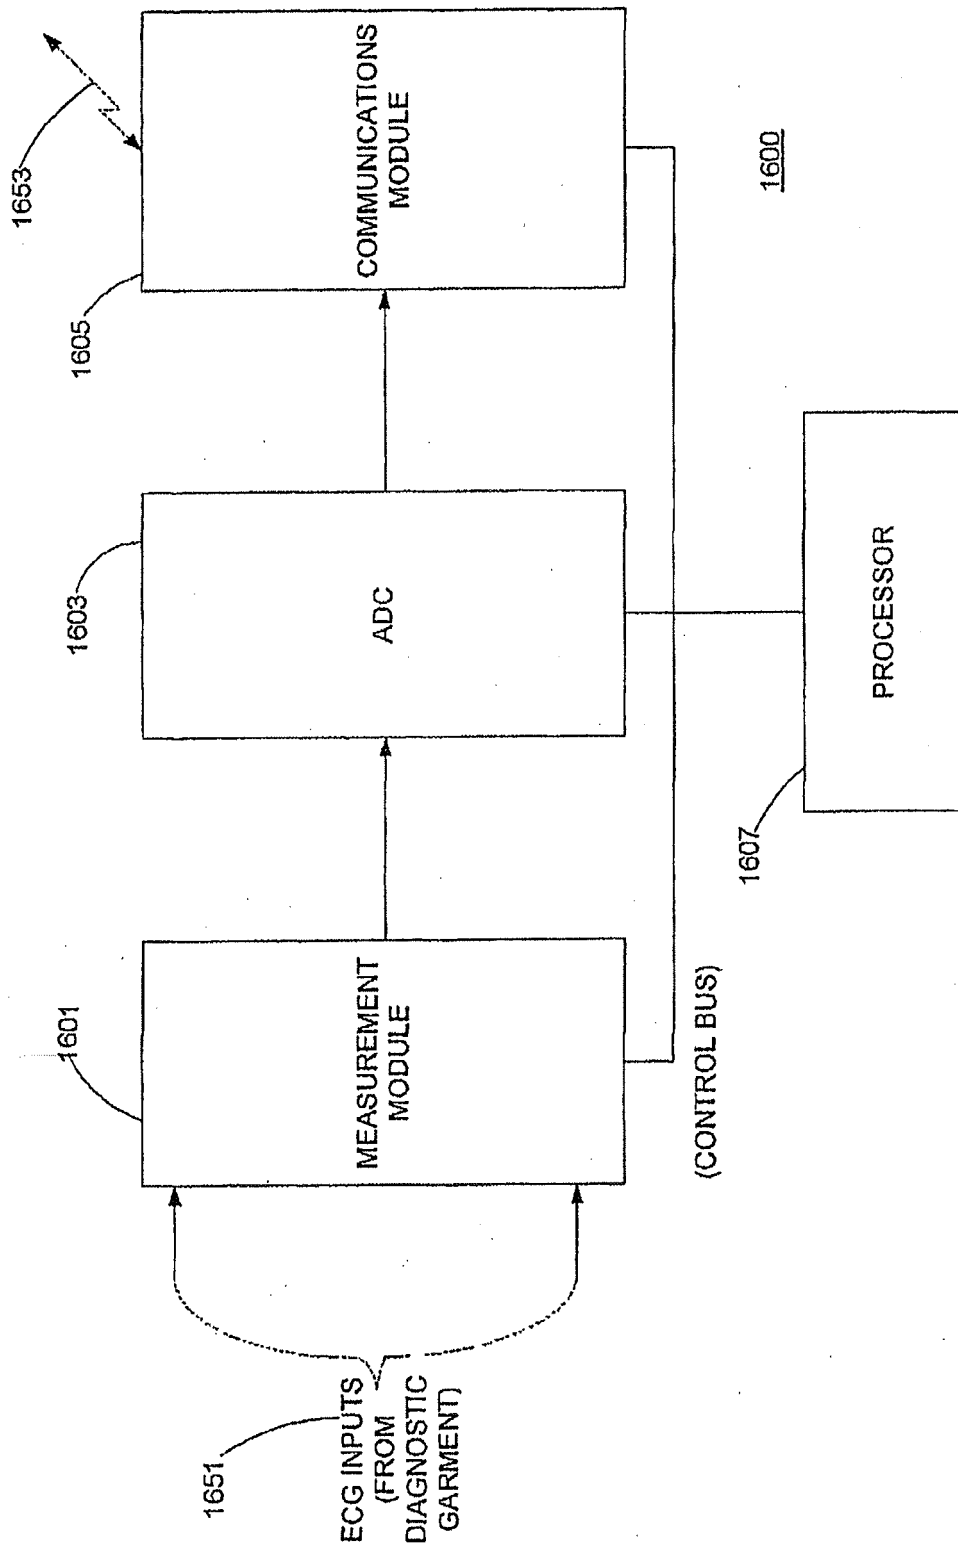 1651
ECG INPUTS
(FROM
DIAGNOSTIC
GARMENT)
1601
MEASUREMENT
MODULE
1603
ADC
1605
COMMUNICATIONS
MODULE
1653
(CONTROL BUS)
1607
PROCESSOR
1600